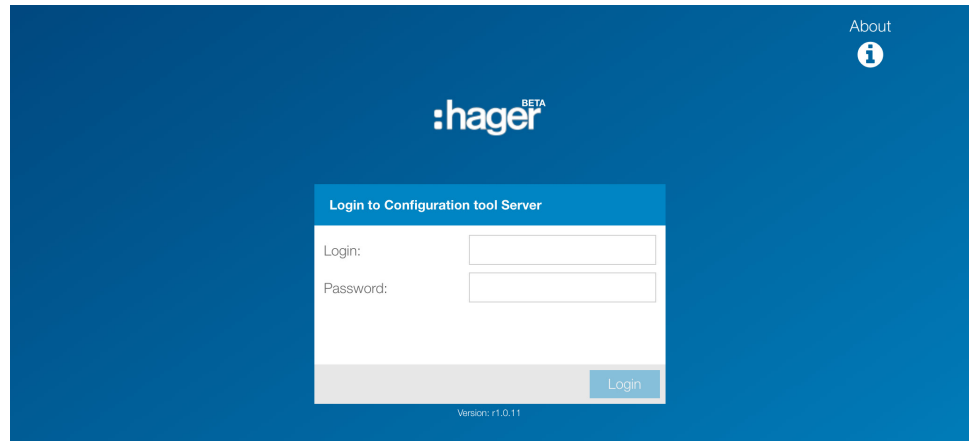 About
BETA
:hager
Login to Configuration tool Server
Login:
Password:
Login
Version: r1.0.11